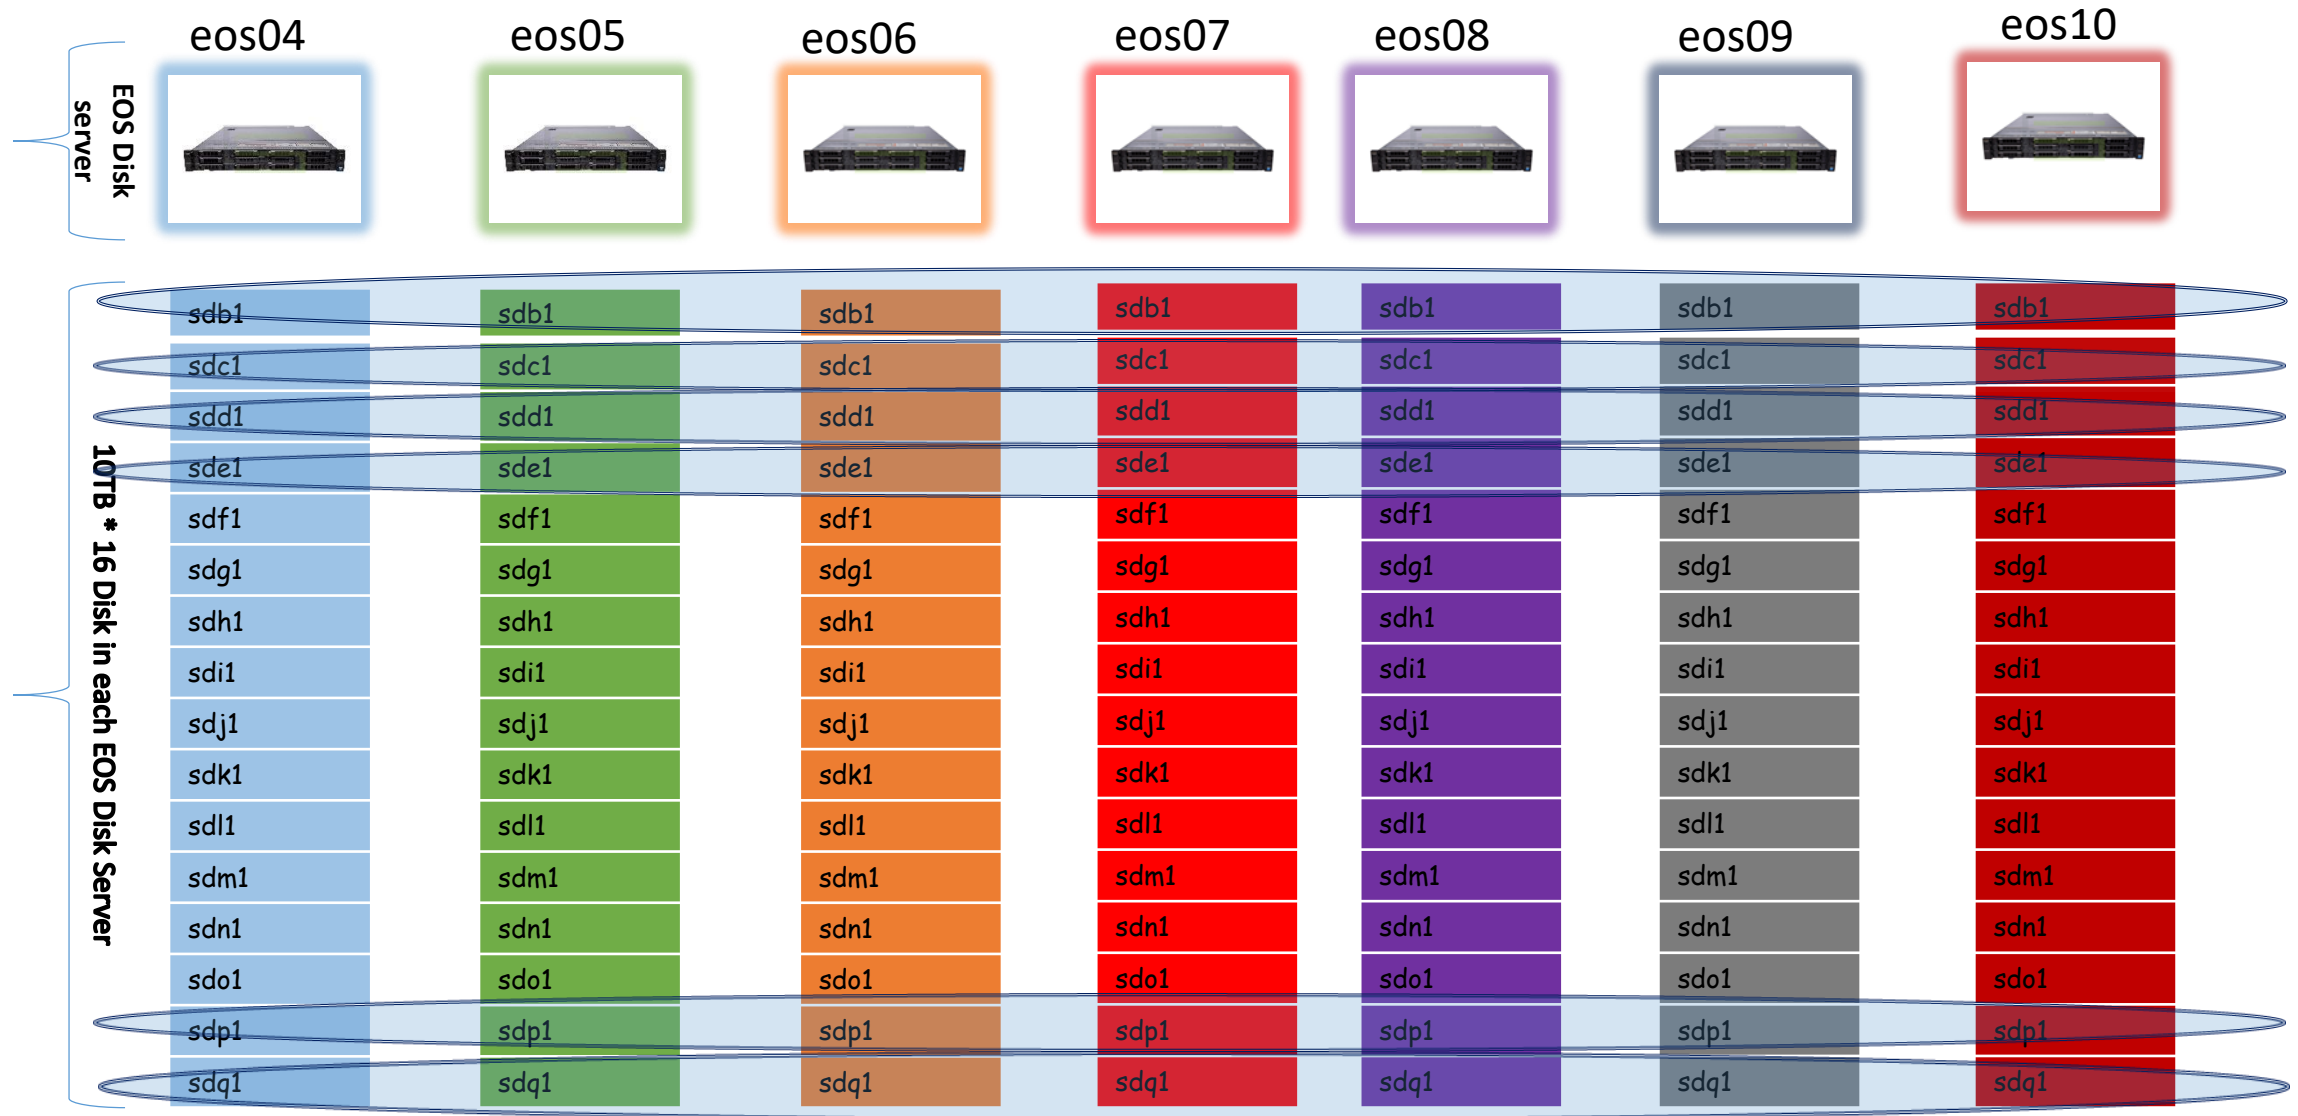 eos04 eos05 eos06 eos07 eos08 eos09 eos10
EOS Disk
server
10TB * 16 Disk in each EOS Disk Server
sdb1 sdb1 sdb1 sdb1 sdb1 sdb1 sdb1
sdc1 sdc1 sdc1 sdc1 sdc1 sdc1 sdc1
sdd1 sdd1 sdd1 sdd1 sdd1 sdd1 sdd1
sde1 sde1 sde1 sde1 sde1 sde1 sde1
sdf1 sdf1 sdf1 sdf1 sdf1 sdf1 sdf1
sdg1 sdg1 sdg1 sdg1 sdg1 sdg1 sdg1
sdh1 sdh1 sdh1 sdh1 sdh1 sdh1 sdh1
sdi1 sdi1 sdi1 sdi1 sdi1 sdi1 sdi1
sdj1 sdj1 sdj1 sdj1 sdj1 sdj1 sdj1
sdk1 sdk1 sdk1 sdk1 sdk1 sdk1 sdk1
sdl1 sdl1 sdl1 sdl1 sdl1 sdl1 sdl1
sdm1 sdm1 sdm1 sdm1 sdm1 sdm1 sdm1
sdn1 sdn1 sdn1 sdn1 sdn1 sdn1 sdn1
sdo1 sdo1 sdo1 sdo1 sdo1 sdo1 sdo1
sdp1 sdp1 sdp1 sdp1 sdp1 sdp1 sdp1
sdq1 sdq1 sdq1 sdq1 sdq1 sdq1 sdq1